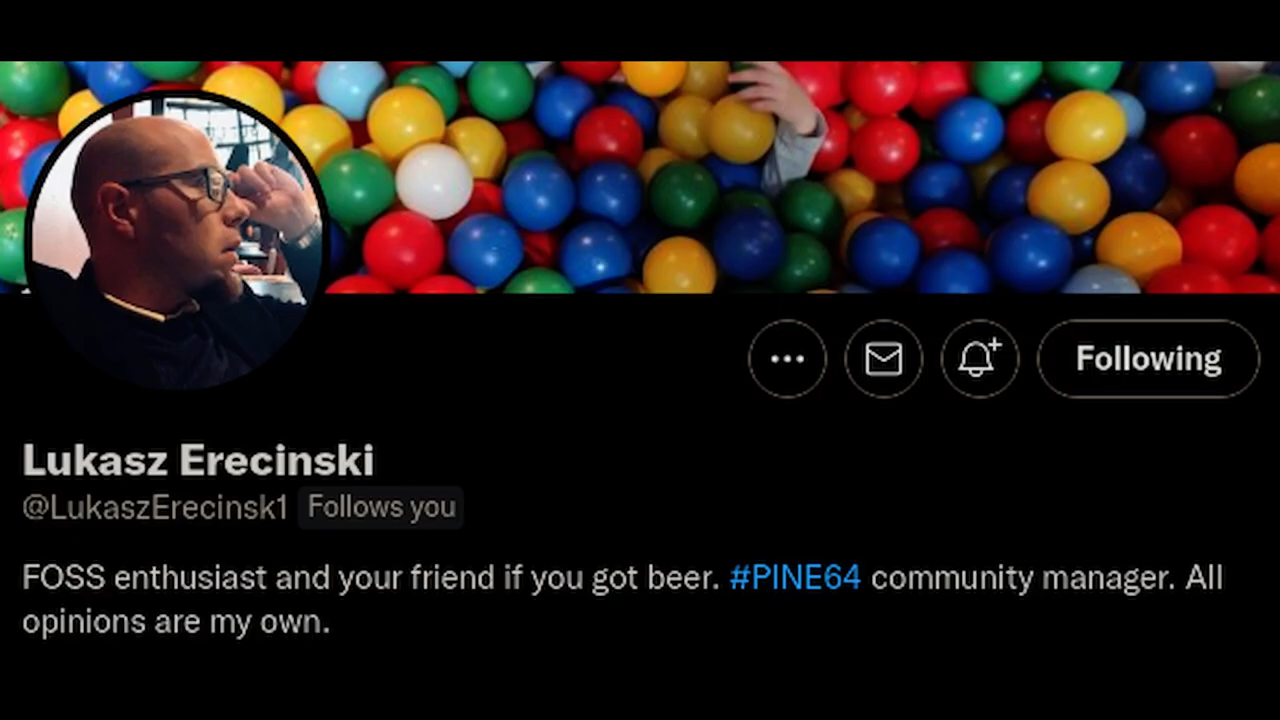 Following
Lukasz Erecinski
@LukaszErecinsk1 Follows you
FOSS enthusiast and your friend if you got beer. #PINE64 community manager. All
opinions are my own.